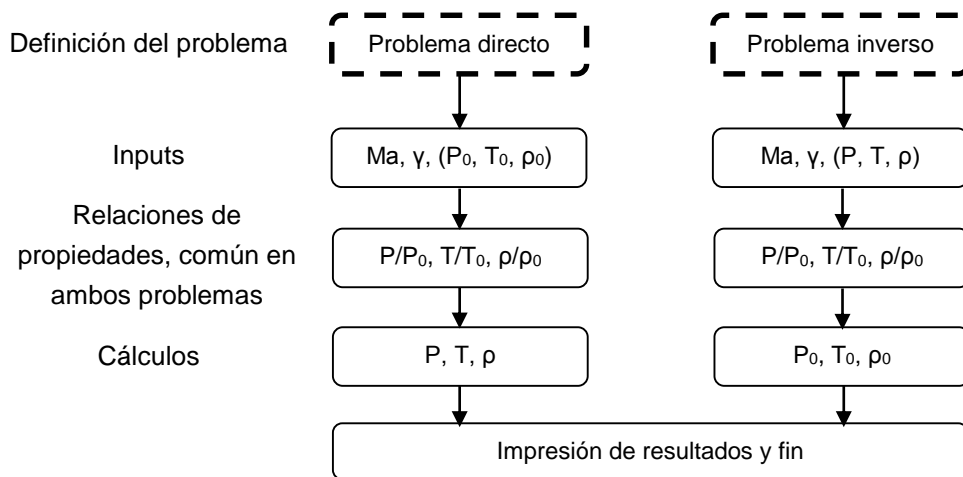 Definición del problema
Problema directo
Problema inverso
Inputs
Ma, γ, (P₀, T₀, ρ₀)
Ma, γ, (P, T, ρ)
Relaciones de
propiedades, común en
ambos problemas
P/P₀, T/T₀, ρ/ρ₀
P/P₀, T/T₀, ρ/ρ₀
Cálculos
P, T, ρ
P₀, T₀, ρ₀
Impresión de resultados y fin